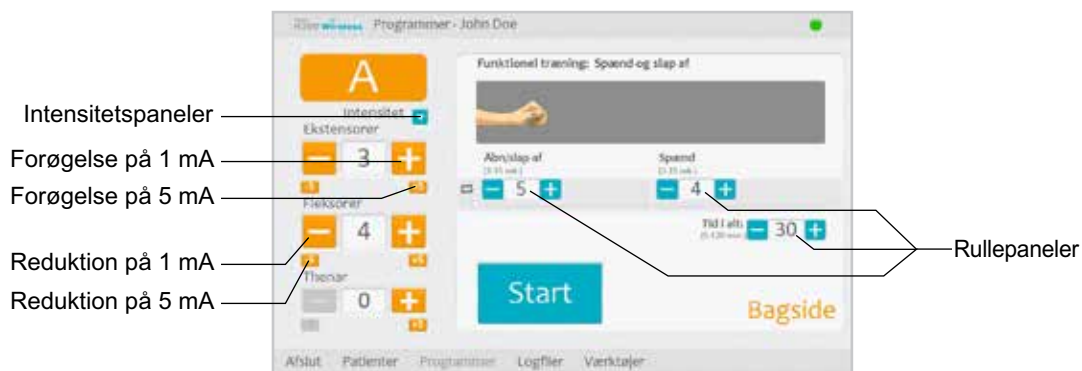 Programmer - John Doe
A
Funktionel træning: Spænd og slap af
Intensitet
Intensitetspaneler
Ekstensorer
3
Forøgelse på 1 mA
Åbn/slap af
Spænd
Forøgelse på 5 mA
5
4
Fleksorer
4
Tid i alt:
30
Rullepaneler
Reduktion på 1 mA
Reduktion på 5 mA
Thenar
0
Start
Bagside
Afslut Patienter Programmer Logfiler Værktøjer